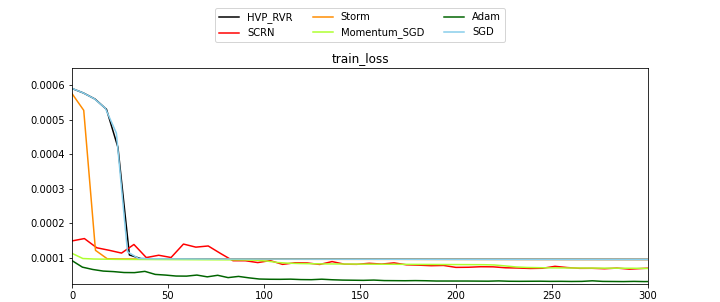 HVP_RVR Storm Adam
SCRN Momentum_SGD SGD
train_loss
0.0006
0.0005
0.0004
0.0003
0.0002
0.0001
0 50 100 150 200 250 300